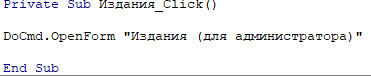 Private Sub Издания_Click()
DoCmd.OpenForm "Издания (для администратора)"
End Sub